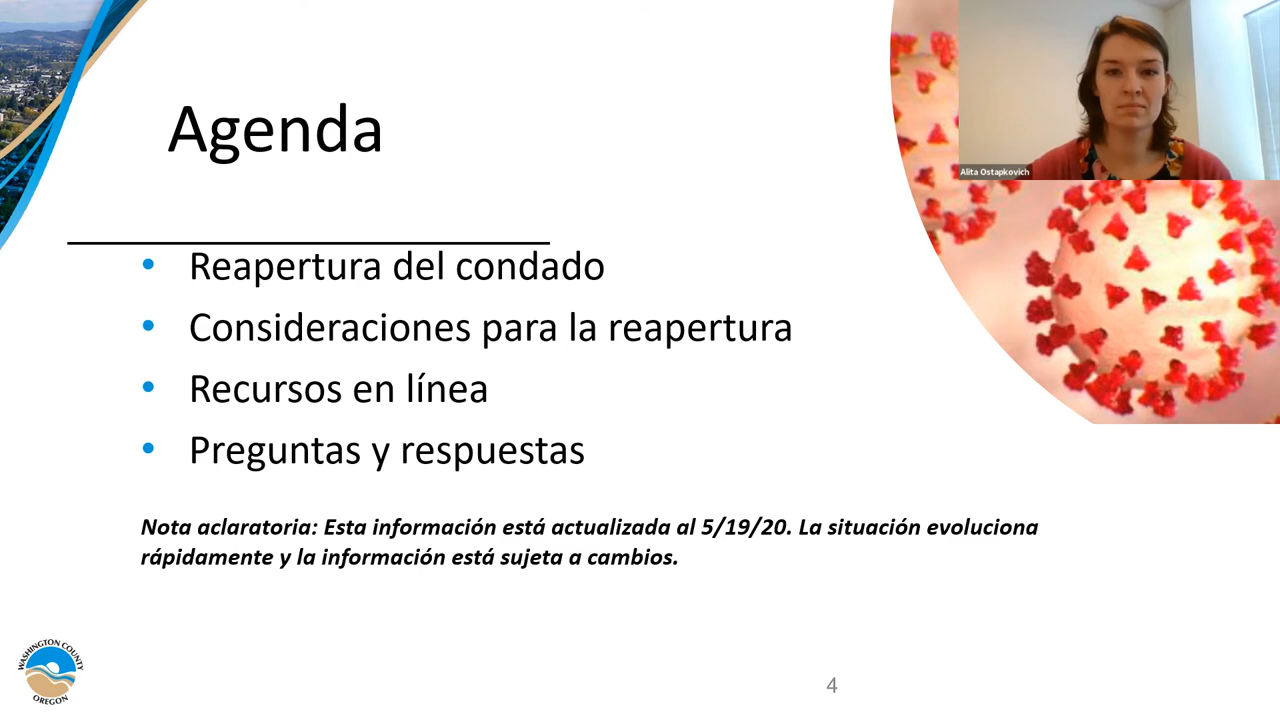 Agenda
Alita Ostapkovich
• Reapertura del condado
• Consideraciones para la reapertura
• Recursos en línea
• Preguntas y respuestas
Nota aclaratoria: Esta información está actualizada al 5/19/20. La situación evoluciona
rápidamente y la información está sujeta a cambios.
WASHINGTON COUNTY
OREGON
4